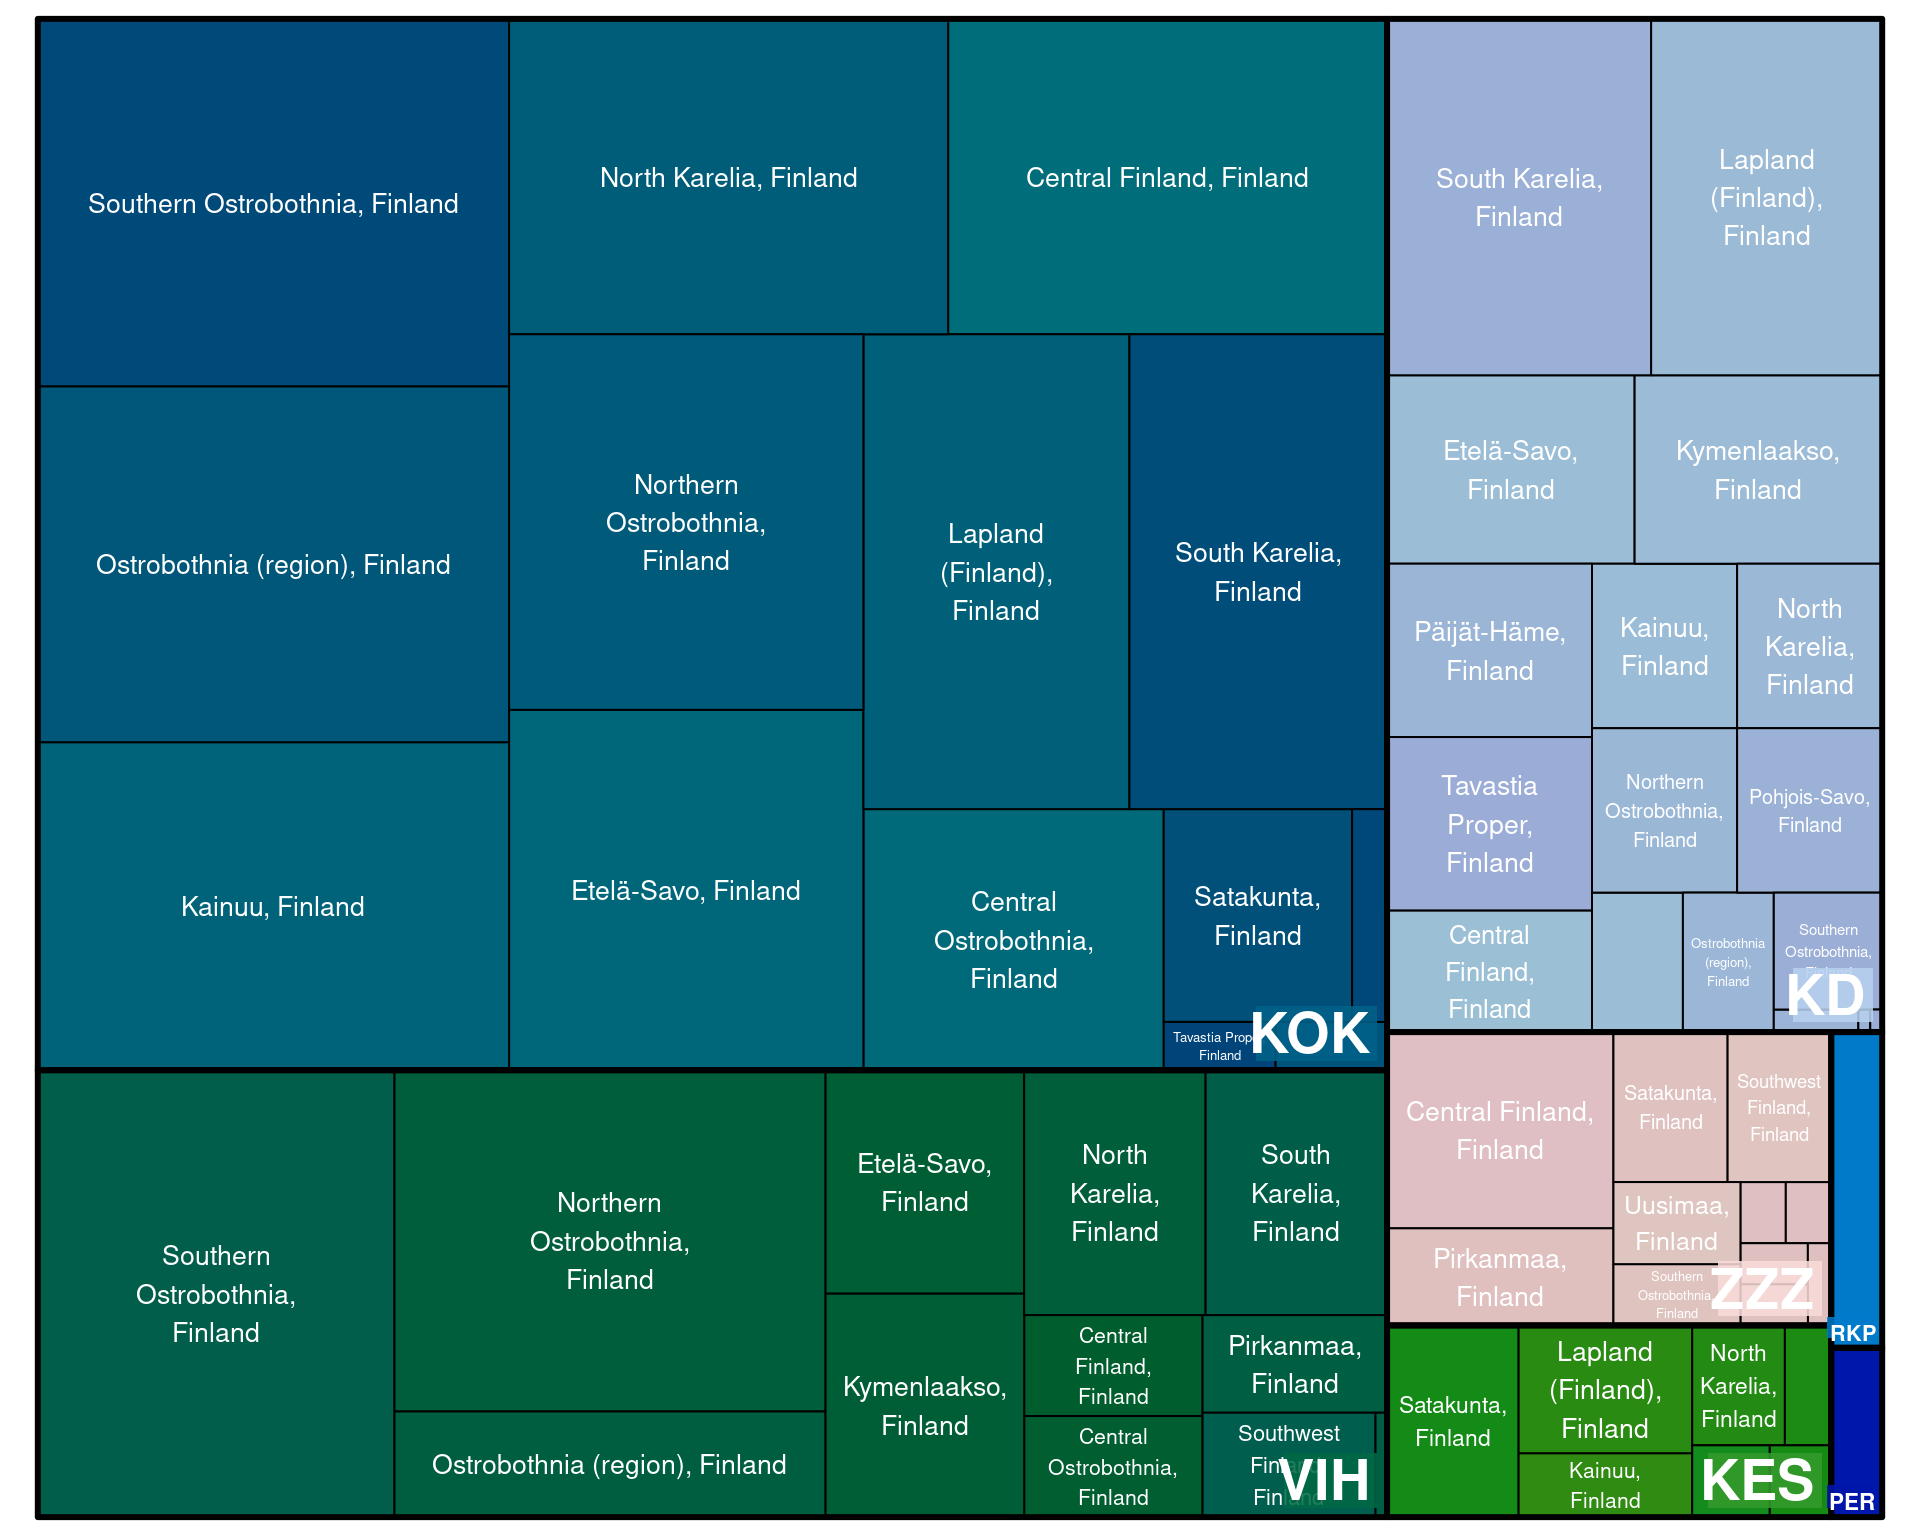 Southern Ostrobothnia, Finland
North Karelia, Finland
Central Finland, Finland
Ostrobothnia (region), Finland
Northern
Ostrobothnia,
Finland
Lapland
(Finland),
Finland
South Karelia,
Finland
Kainuu, Finland
Etelä-Savo, Finland
Central
Ostrobothnia,
Finland
Satakunta,
Finland
Tavastia
Finland
KOK
South Karelia,
Finland
Lapland
(Finland),
Finland
Etelä-Savo,
Finland
Kymenlaakso,
Finland
Päijät-Häme,
Finland
Kainuu,
Finland
North
Karelia,
Finland
Tavastia
Proper,
Finland
Northern
Ostrobothnia,
Finland
Pohjois-Savo,
Finland
Central
Finland,
Finland
Ostrobothnia
(region),
Finland
Southern
Ostrobothnia,
KD
Southern
Ostrobothnia,
Finland
Northern
Ostrobothnia,
Finland
Ostrobothnia (region), Finland
Etelä-Savo,
Finland
Kymenlaakso,
Finland
North
Karelia,
Finland
South
Karelia,
Finland
Central
Finland,
Finland
Pirkanmaa,
Finland
Central
Ostrobothnia,
Finland
Southwest
VIH
Central Finland,
Finland
Satakunta,
Finland
Southwest
Finland,
Finland
Pirkanmaa,
Finland
Uusimaa,
Finland
Southern
Ostrobothnia
Finland
ZZZ
RKP
Satakunta,
Finland
Lapland
(Finland),
Finland
North
Karelia,
Finland
Kainuu,
Finland
KES
PER